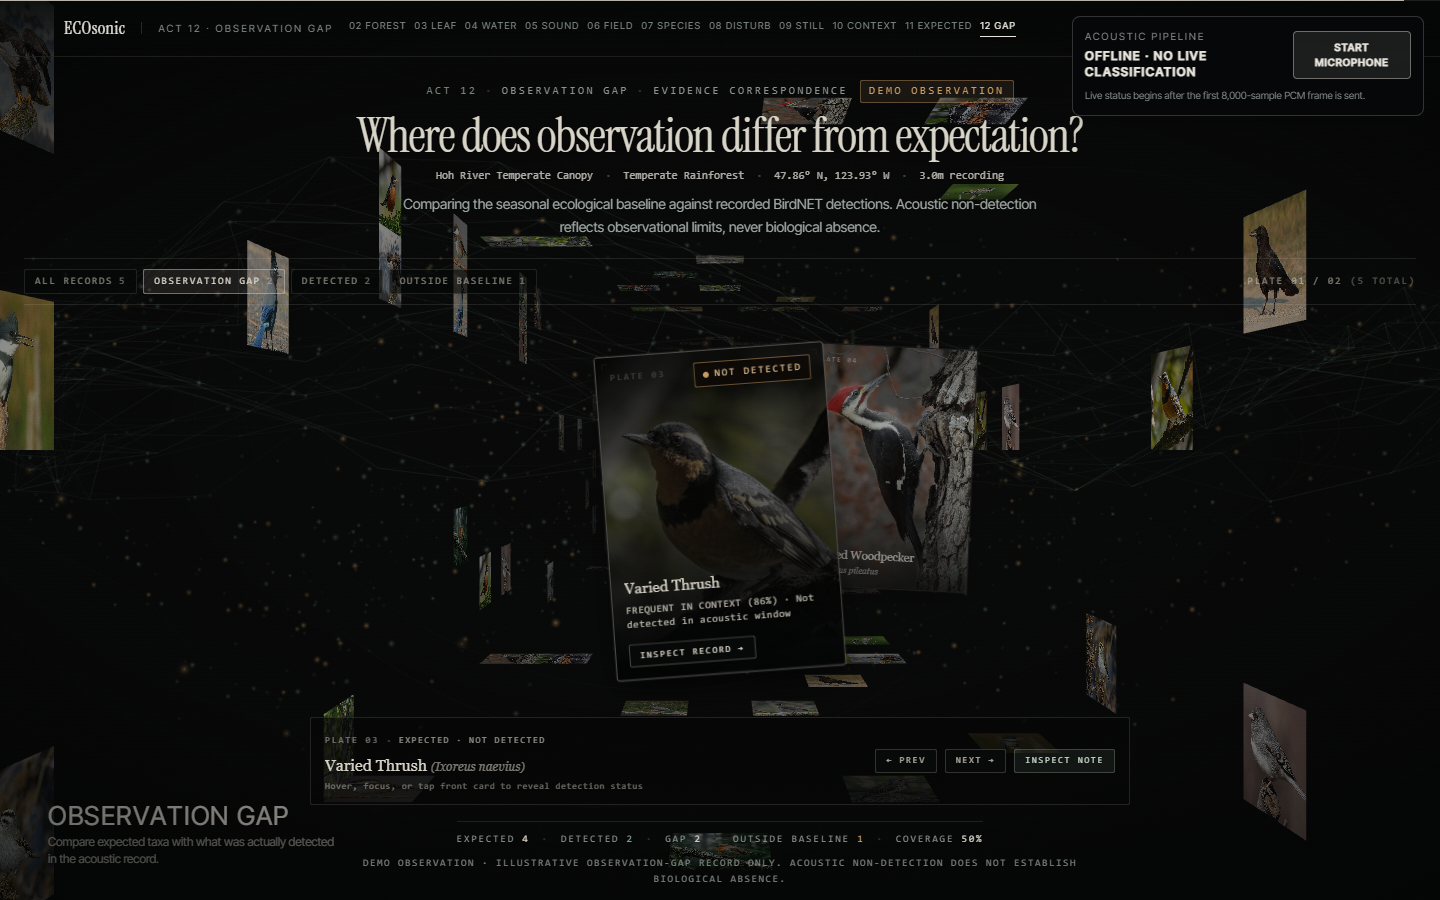 ECOsonic
ACT 12 · OBSERVATION GAP
02 FOREST 03 LEAF 04 WATER 05 SOUND 06 FIELD 07 SPECIES 08 DISTURB 09 STILL 10 CONTEXT 11 EXPECTED 12 GAP
ACOUSTIC PIPELINE
OFFLINE · NO LIVE
CLASSIFICATION
START
MICROPHONE
Live status begins after the first 8,000-sample PCM frame is sent.
ACT 12 · OBSERVATION GAP · EVIDENCE CORRESPONDENCE
DEMO OBSERVATION
Where does observation differ from expectation?
Hoh River Temperate Canopy · Temperate Rainforest · 47.86° N, 123.93° W · 3.0m recording
Comparing the seasonal ecological baseline against recorded BirdNET detections. Acoustic non-detection
reflects observational limits, never biological absence.
ALL RECORDS 5
OBSERVATION GAP
DETECTED 2
OUTSIDE BASELINE 1
PLATE 01 / 02 (5 TOTAL)
PLATE 03
NOT DETECTED
ATE 04
Varied Thrush
FREQUENT IN CONTEXT (86%) · Not
detected in acoustic window
INSPECT RECORD →
ed Woodpecker
us pileatus
PLATE 03 · EXPECTED · NOT DETECTED
Varied Thrush (Ixoreus naevius)
Hover, focus, or tap front card to reveal detection status
← PREV
NEXT →
INSPECT NOTE
OBSERVATION GAP
Compare expected taxa with what was actually detected
in the acoustic record.
EXPECTED 4 · DETECTED 2 · GAP 2 · OUTSIDE BASELINE 1 · COVERAGE 50%
DEMO OBSERVATION · ILLUSTRATIVE OBSERVATION-GAP RECORD ONLY. ACOUSTIC NON-DETECTION DOES NOT ESTABLISH
BIOLOGICAL ABSENCE.